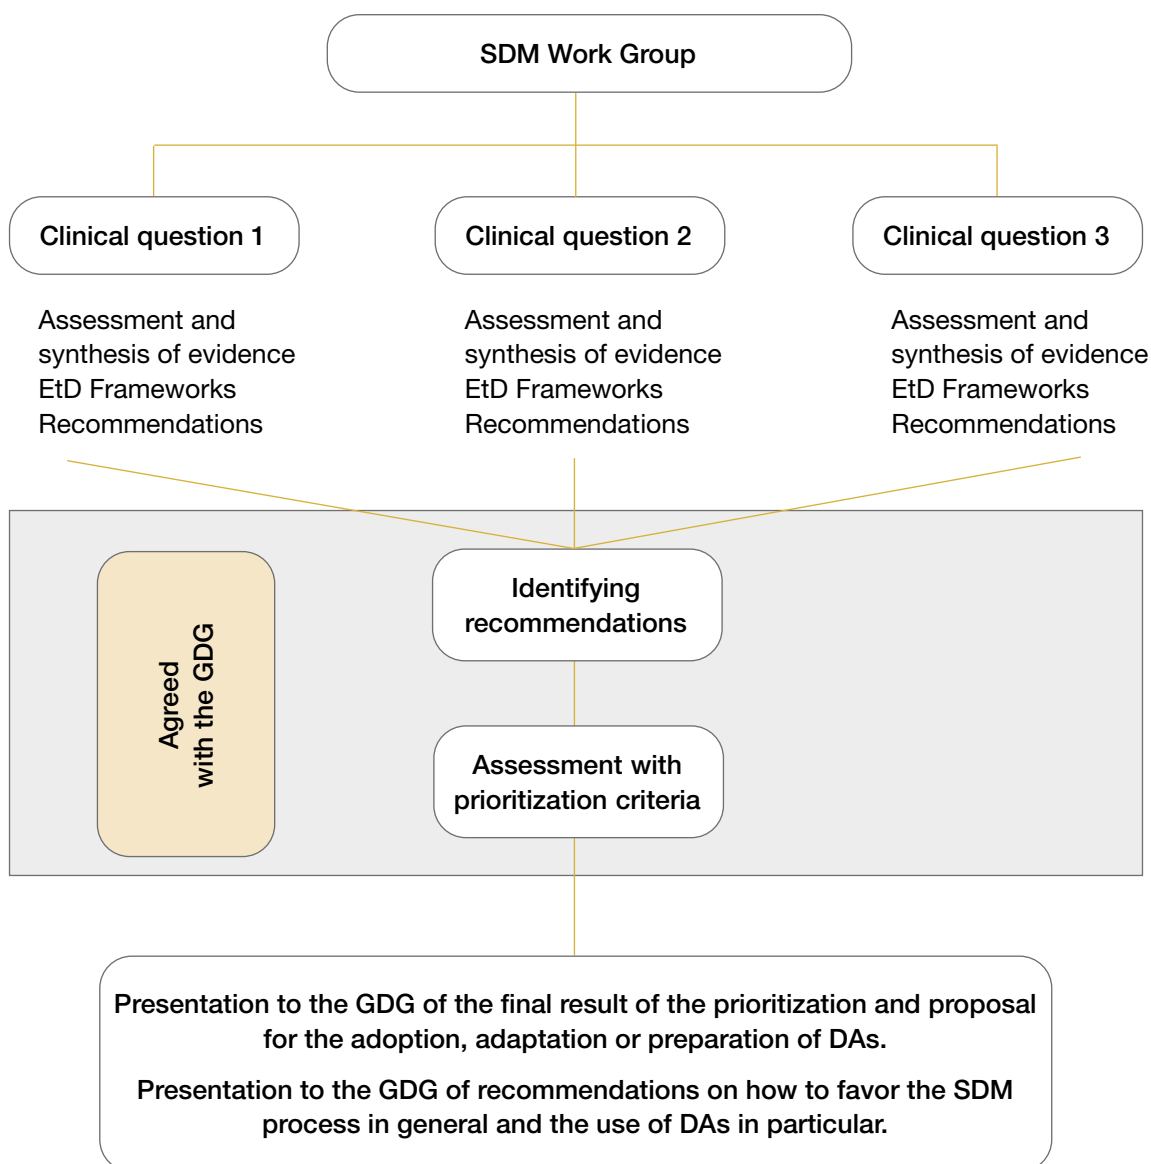 SDM Work Group
Clinical question 1
Clinical question 2
Clinical question 3
Assessment and
synthesis of evidence
EtD Frameworks
Recommendations
Assessment and
synthesis of evidence
EtD Frameworks
Recommendations
Assessment and
synthesis of evidence
EtD Frameworks
Recommendations
Agreed
with the GDG
Identifying
recommendations
Assessment with
prioritization criteria
Presentation to the GDG of the final result of the prioritization and proposal
for the adoption, adaptation or preparation of DAs.
Presentation to the GDG of recommendations on how to favor the SDM
process in general and the use of DAs in particular.